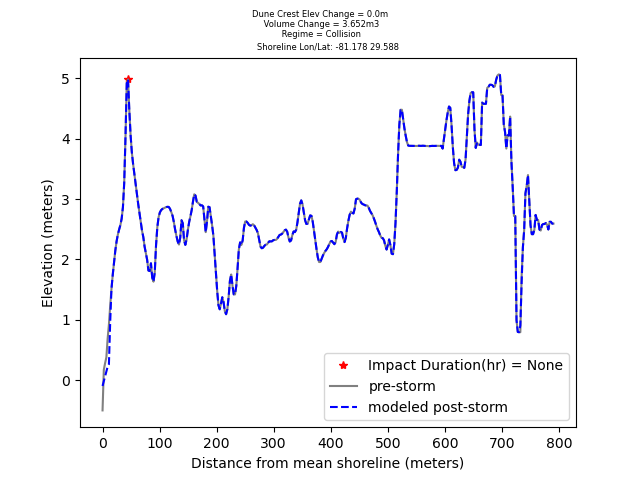 Dune Crest Elev Change = 0.0m
Volume Change = 3.652m3
Regime = Collision
Shoreline Lon/Lat: -81.178 29.588
5
4
3
2
1
0
Elevation (meters)
Impact Duration(hr) = None
pre-storm
modeled post-storm
0 100 200 300 400 500 600 700 800
Distance from mean shoreline (meters)